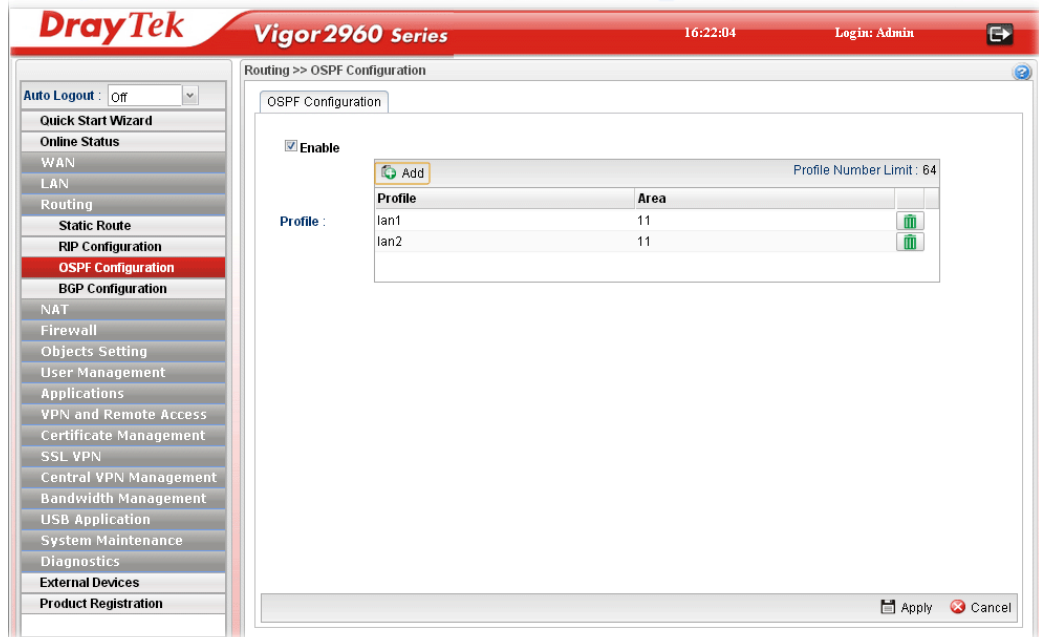 DrayTek Vigor2960 Series 16:22:04 Login: Admin
Auto Logout : Off
Quick Start Wizard
Online Status
WAN
LAN
Routing
Static Route
RIP Configuration
OSPF Configuration
BGP Configuration
NAT
Firewall
Objects Setting
User Management
Applications
VPN and Remote Access
Certificate Management
SSL VPN
Central VPN Management
Bandwidth Management
USB Application
System Maintenance
Diagnostics
External Devices
Product Registration
Routing >> OSPF Configuration
OSPF Configuration
Enable
Add Profile Number Limit : 64
Profile Area
Profile :
lan1 11
lan2 11
Apply Cancel